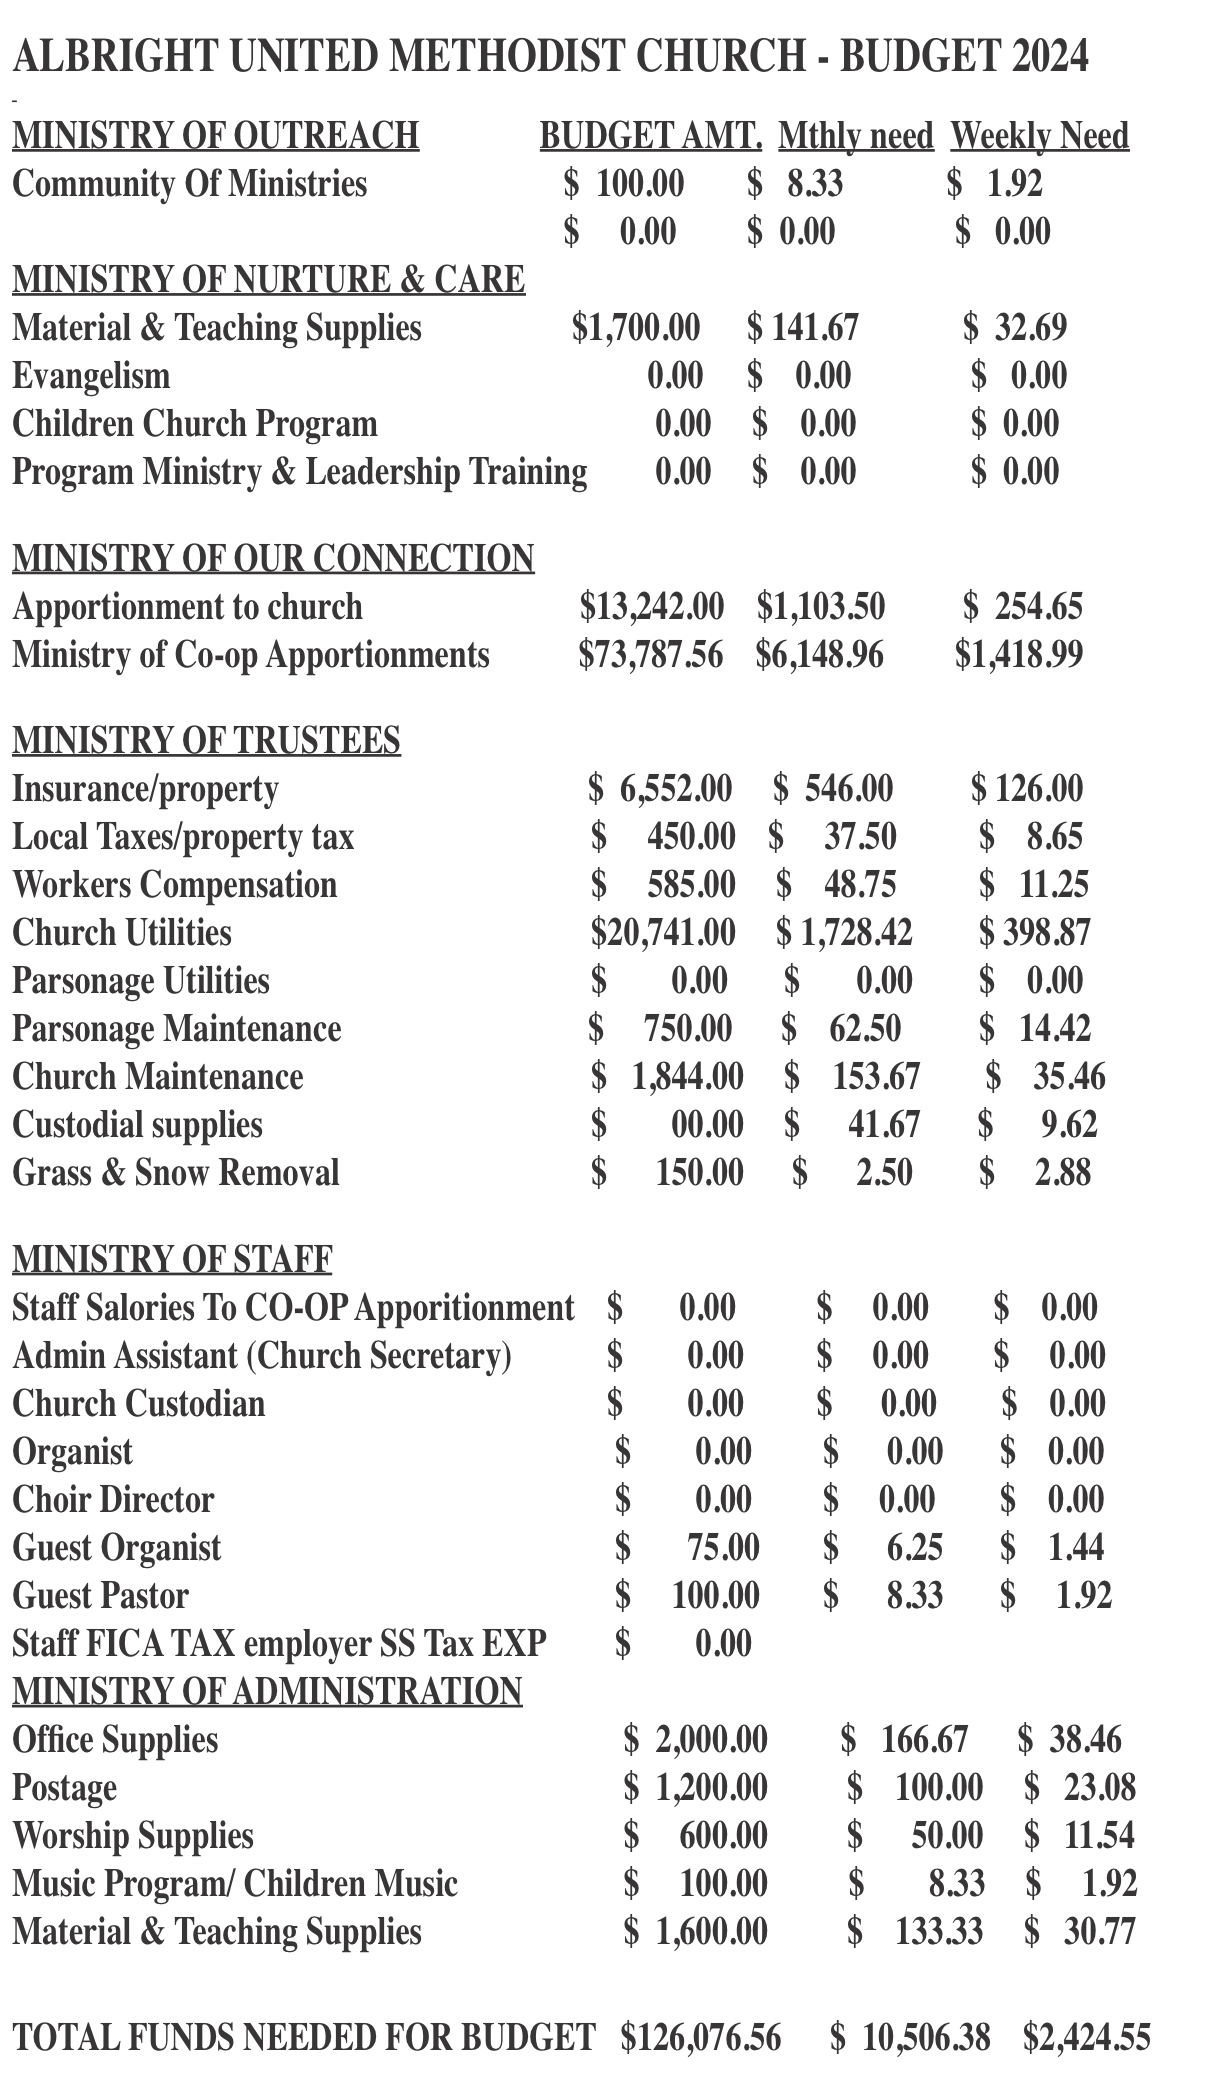 ALBRIGHT UNITED METHODIST CHURCH - BUDGET 2024
-
MINISTRY OF OUTREACH BUDGET AMT. Mthly need Weekly Need
Community Of Ministries $ 100.00 $ 8.33 $ 1.92
$ 0.00 $ 0.00 $ 0.00
MINISTRY OF NURTURE & CARE
Material & Teaching Supplies $1,700.00 $ 141.67 $ 32.69
Evangelism 0.00 $ 0.00 $ 0.00
Children Church Program 0.00 $ 0.00 $ 0.00
Program Ministry & Leadership Training 0.00 $ 0.00 $ 0.00
MINISTRY OF OUR CONNECTION
Apportionment to church $13,242.00 $1,103.50 $ 254.65
Ministry of Co-op Apportionments $73,787.56 $6,148.96 $1,418.99
MINISTRY OF TRUSTEES
Insurance/property $ 6,552.00 $ 546.00 $ 126.00
Local Taxes/property tax $ 450.00 $ 37.50 $ 8.65
Workers Compensation $ 585.00 $ 48.75 $ 11.25
Church Utilities $20,741.00 $ 1,728.42 $ 398.87
Parsonage Utilities $ 0.00 $ 0.00 $ 0.00
Parsonage Maintenance $ 750.00 $ 62.50 $ 14.42
Church Maintenance $ 1,844.00 $ 153.67 $ 35.46
Custodial supplies $ 00.00 $ 41.67 $ 9.62
Grass & Snow Removal $ 150.00 $ 2.50 $ 2.88
MINISTRY OF STAFF
Staff Salories To CO-OP Apporitionment $ 0.00 $ 0.00 $ 0.00
Admin Assistant (Church Secretary) $ 0.00 $ 0.00 $ 0.00
Church Custodian $ 0.00 $ 0.00 $ 0.00
Organist $ 0.00 $ 0.00 $ 0.00
Choir Director $ 0.00 $ 0.00 $ 0.00
Guest Organist $ 75.00 $ 6.25 $ 1.44
Guest Pastor $ 100.00 $ 8.33 $ 1.92
Staff FICA TAX employer SS Tax EXP $ 0.00
MINISTRY OF ADMINISTRATION
Office Supplies $ 2,000.00 $ 166.67 $ 38.46
Postage $ 1,200.00 $ 100.00 $ 23.08
Worship Supplies $ 600.00 $ 50.00 $ 11.54
Music Program/ Children Music $ 100.00 $ 8.33 $ 1.92
Material & Teaching Supplies $ 1,600.00 $ 133.33 $ 30.77
TOTAL FUNDS NEEDED FOR BUDGET $126,076.56 $ 10,506.38 $2,424.55